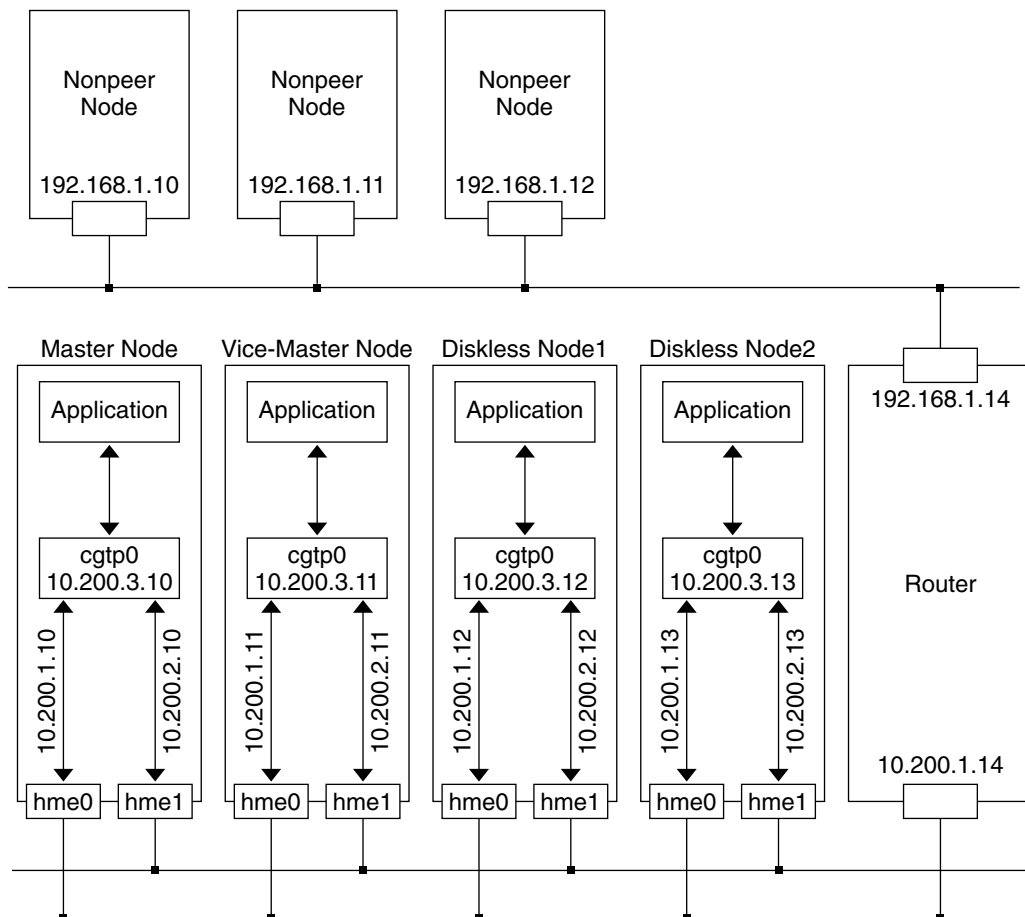 Nonpeer
Node
192.168.1.10
Nonpeer
Node
192.168.1.11
Nonpeer
Node
192.168.1.12
Master Node
Application
cgtp0
10.200.3.10
10.200.1.10
10.200.2.10
hme0
hme1
Vice-Master Node
Application
cgtp0
10.200.3.11
10.200.1.11
10.200.2.11
hme0
hme1
Diskless Node1
Application
cgtp0
10.200.3.12
10.200.1.12
10.200.2.12
hme0
hme1
Diskless Node2
Application
cgtp0
10.200.3.13
10.200.1.13
10.200.2.13
hme0
hme1
192.168.1.14
Router
10.200.1.14